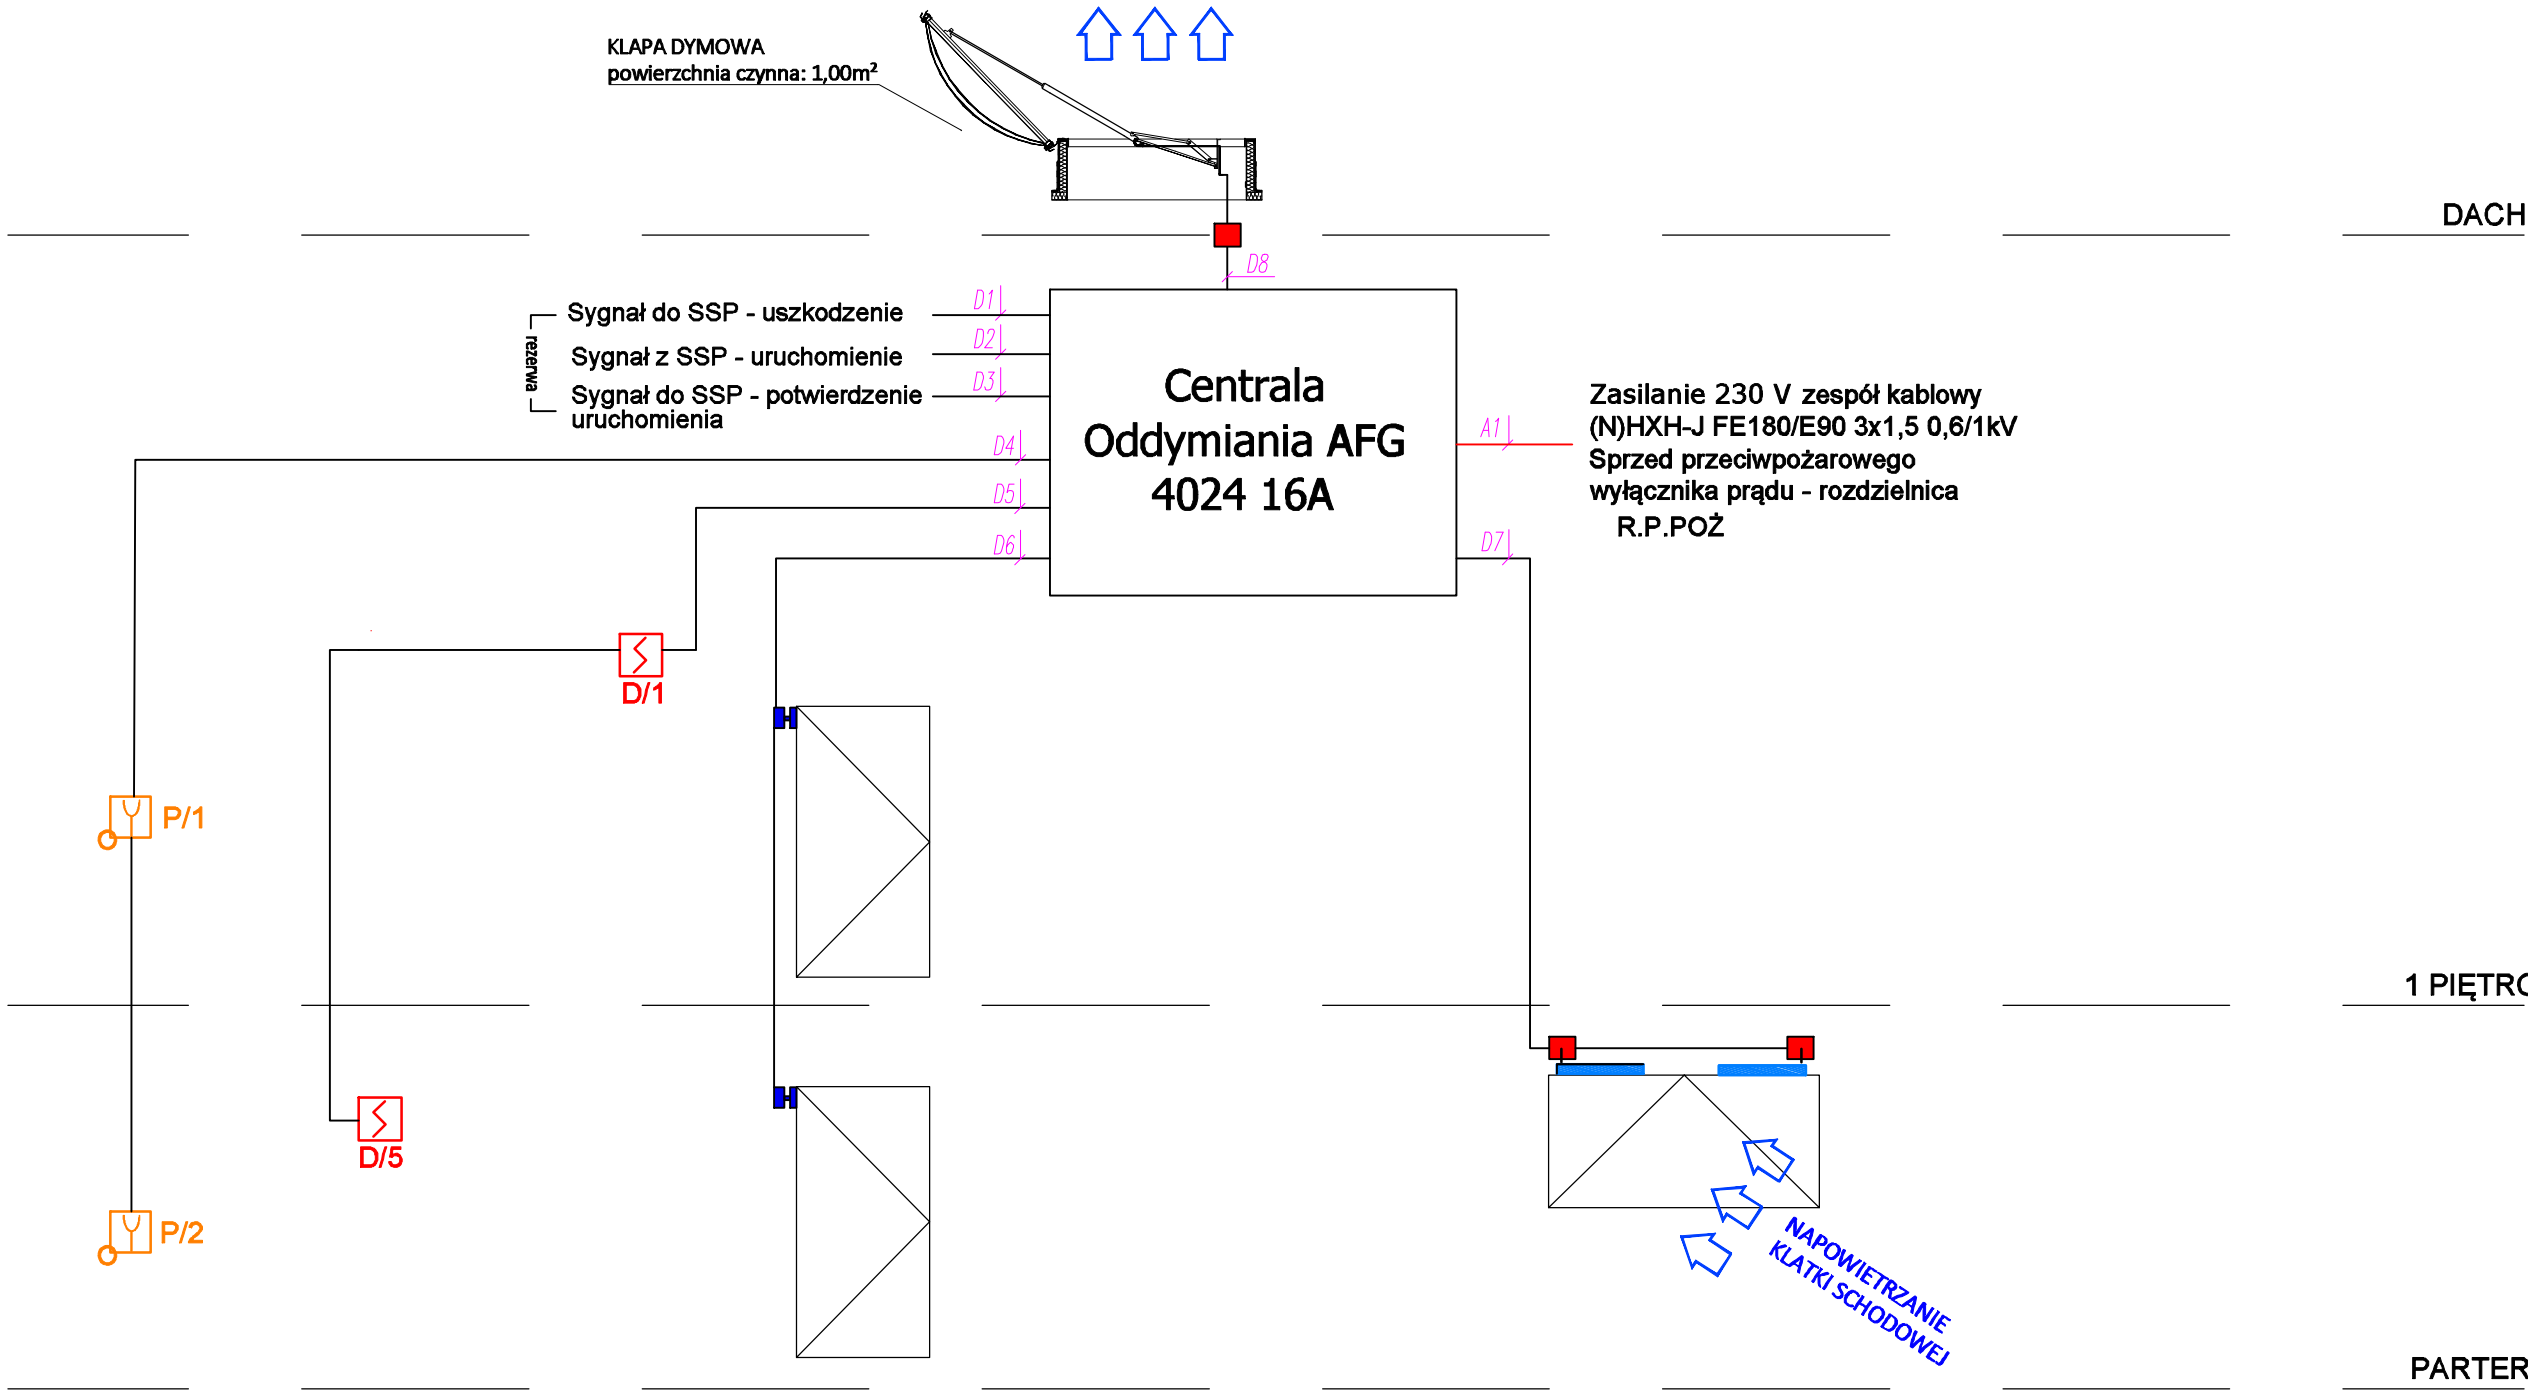 KLAPA DYMOWA
powierzchnia czynna: 1,00m²
DACH
D8
Sygnał do SSP - uszkodzenie
D1
rezerwa
Sygnał z SSP - uruchomienie
D2
Sygnał do SSP - potwierdzenie
uruchomienia
D3
Centrala
Oddymiania AFG
4024 16A
D4
D5
D6
A1
Zasilanie 230 V zespół kablowy
(N)HXH-J FE180/E90 3x1,5 0,6/1kV
Sprzed przeciwpożarowego
wyłącznika prądu - rozdzielnica
R.P.POŻ
D7
D/1
P/1
1 PIĘTRO
D/5
P/2
NAPOWIETRZANIE
KLATKI SCHODOWEJ
PARTER